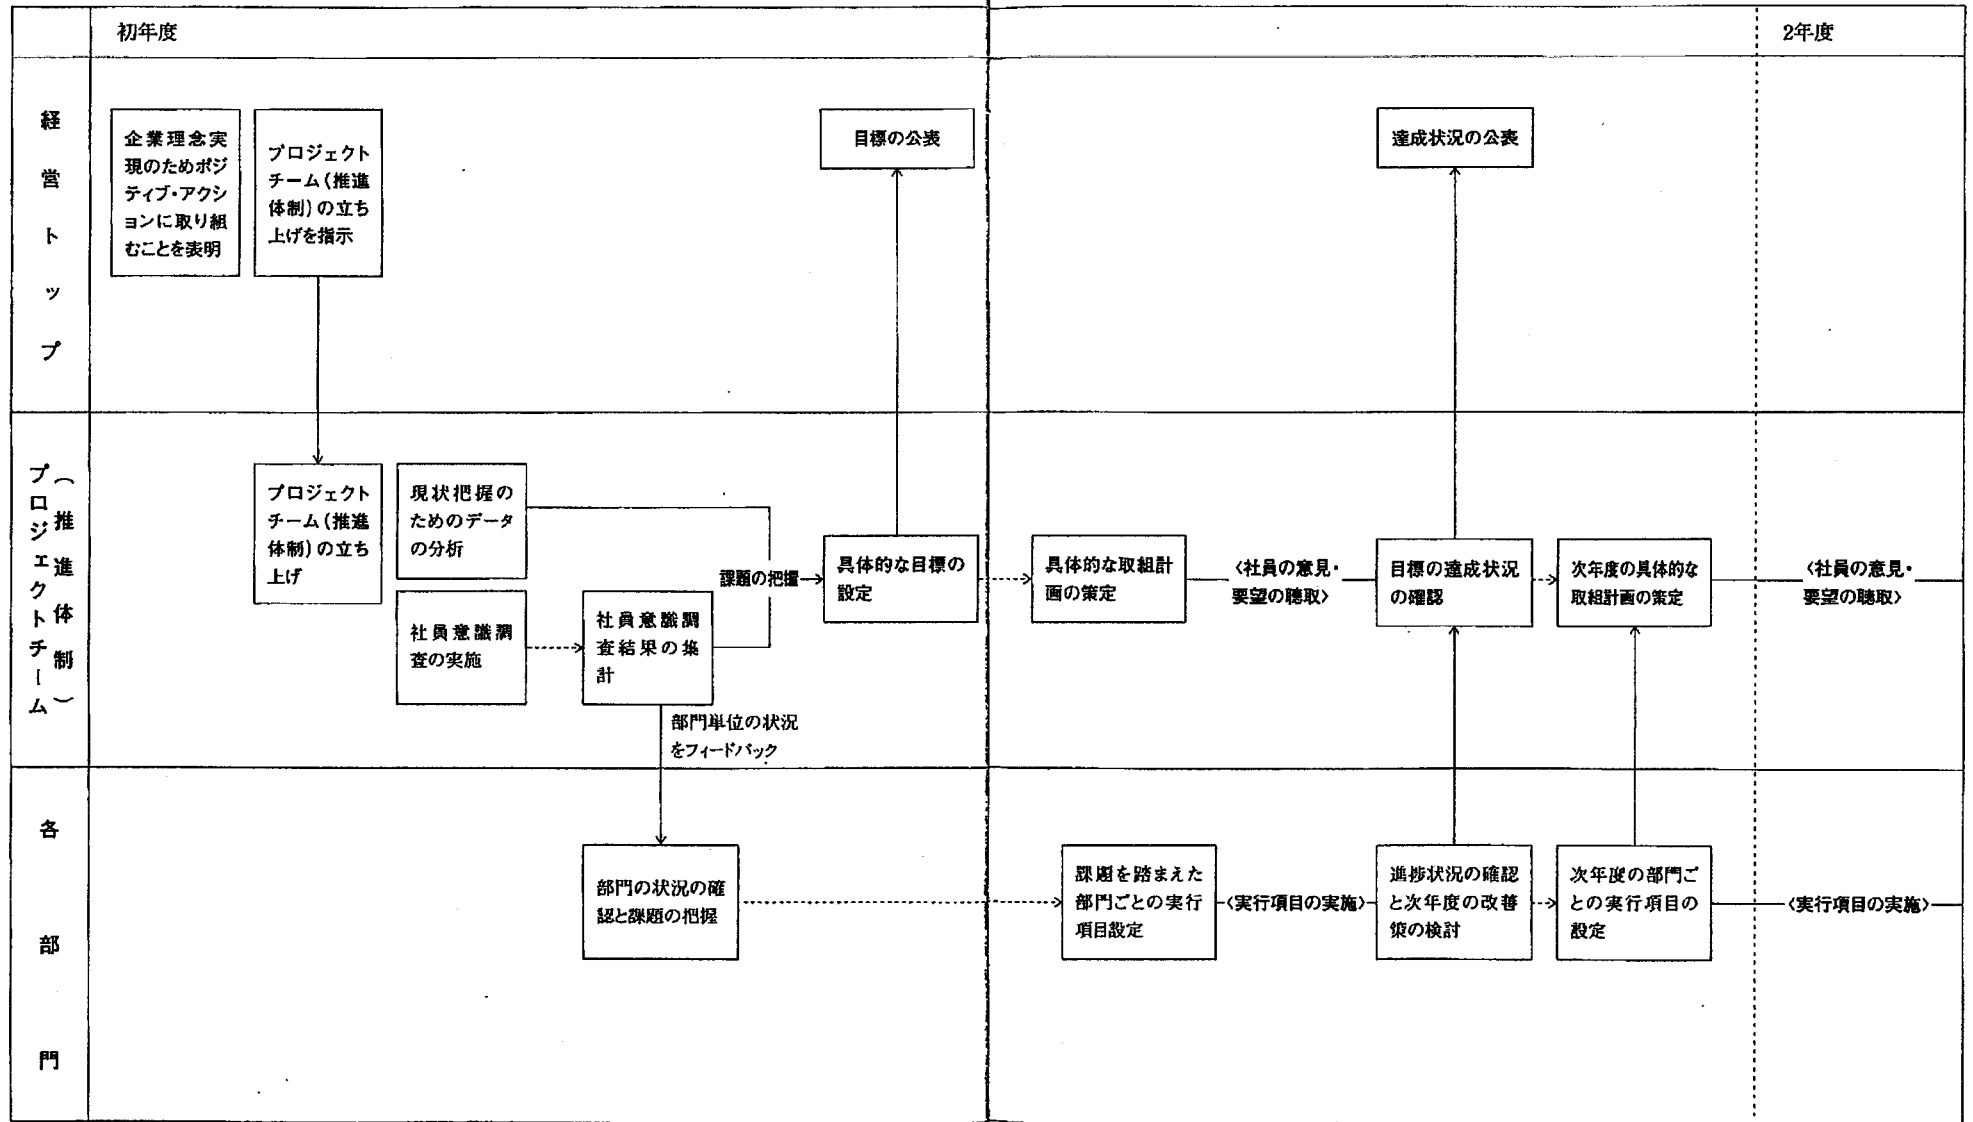 初年度
2年度
経営トップ
企業理念実
現のためポジ
ティブ・アクシ
ョンに取り組
むことを表明
プロジェクト
チーム(推進
体制)の立ち
上げを指示
目標の公表
達成状況の公表
プロジェクトチーム
(推進体制)
プロジェクト
チーム(推進
体制)の立ち
上げ
現状把握の
ためのデータ
の分析
社員意識調
査の実施
社員意識調
査結果の集
計
課題の把握
具体的な目標の
設定
具体的な取組計
画の策定
〈社員の意見・
要望の聴取〉
目標の達成状況
の確認
次年度の具体的な
取組計画の策定
〈社員の意見・
要望の聴取〉
部門単位の状況
をフィードバック
各部門
部門の状況の確
認と課題の把握
課題を踏まえた
部門ごとの実行
項目設定
〈実行項目の実施〉
進捗状況の確認
と次年度の改善
策の検討
次年度の部門ご
との実行項目の
設定
〈実行項目の実施〉